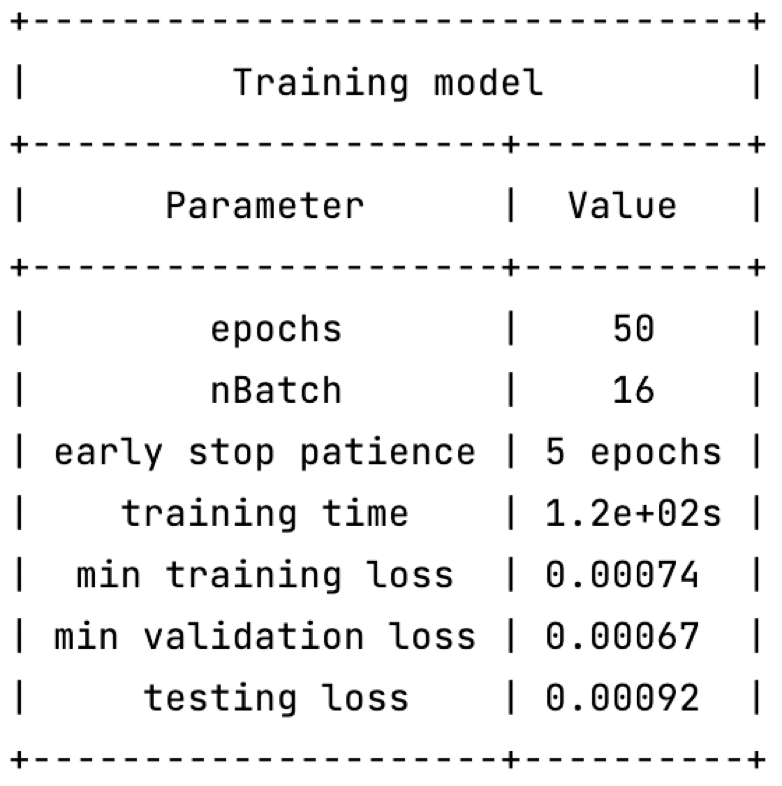 +--------------------------------+
| Training model |
+---------------------+----------+
| Parameter | Value |
+---------------------+----------+
| epochs | 50 |
| nBatch | 16 |
| early stop patience | 5 epochs |
| training time | 1.2e+02s |
| min training loss | 0.00074 |
| min validation loss | 0.00067 |
| testing loss | 0.00092 |
+---------------------+----------+